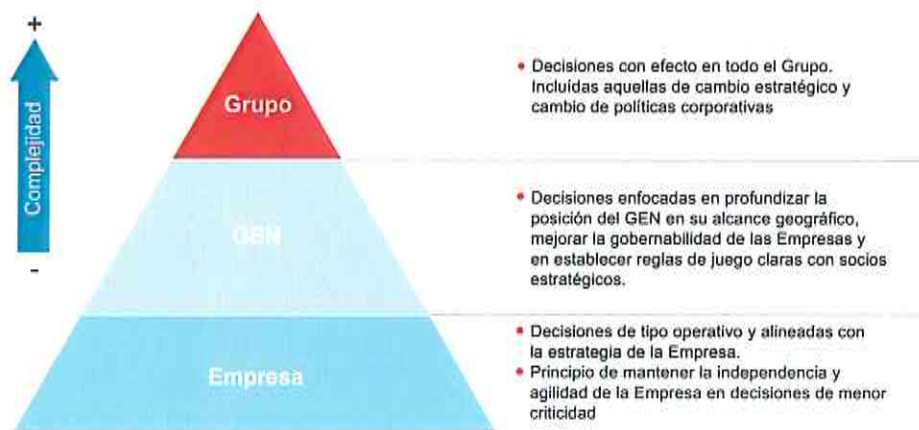 +
Complejidad
-
Grupo
• Decisiones con efecto en todo el Grupo.
Incluídas aquellas de cambio estratégico y
cambio de políticas corporativas
GEN
• Decisiones enfocadas en profundizar la
posición del GEN en su alcance geográfico,
mejorar la gobernabilidad de las Empresas y
en establecer reglas de juego claras con socios
estratégicos.
Empresa
• Decisiones de tipo operativo y alineadas con
la estrategia de la Empresa.
• Principio de mantener la independencia y
agilidad de la Empresa en decisiones de menor
criticidad